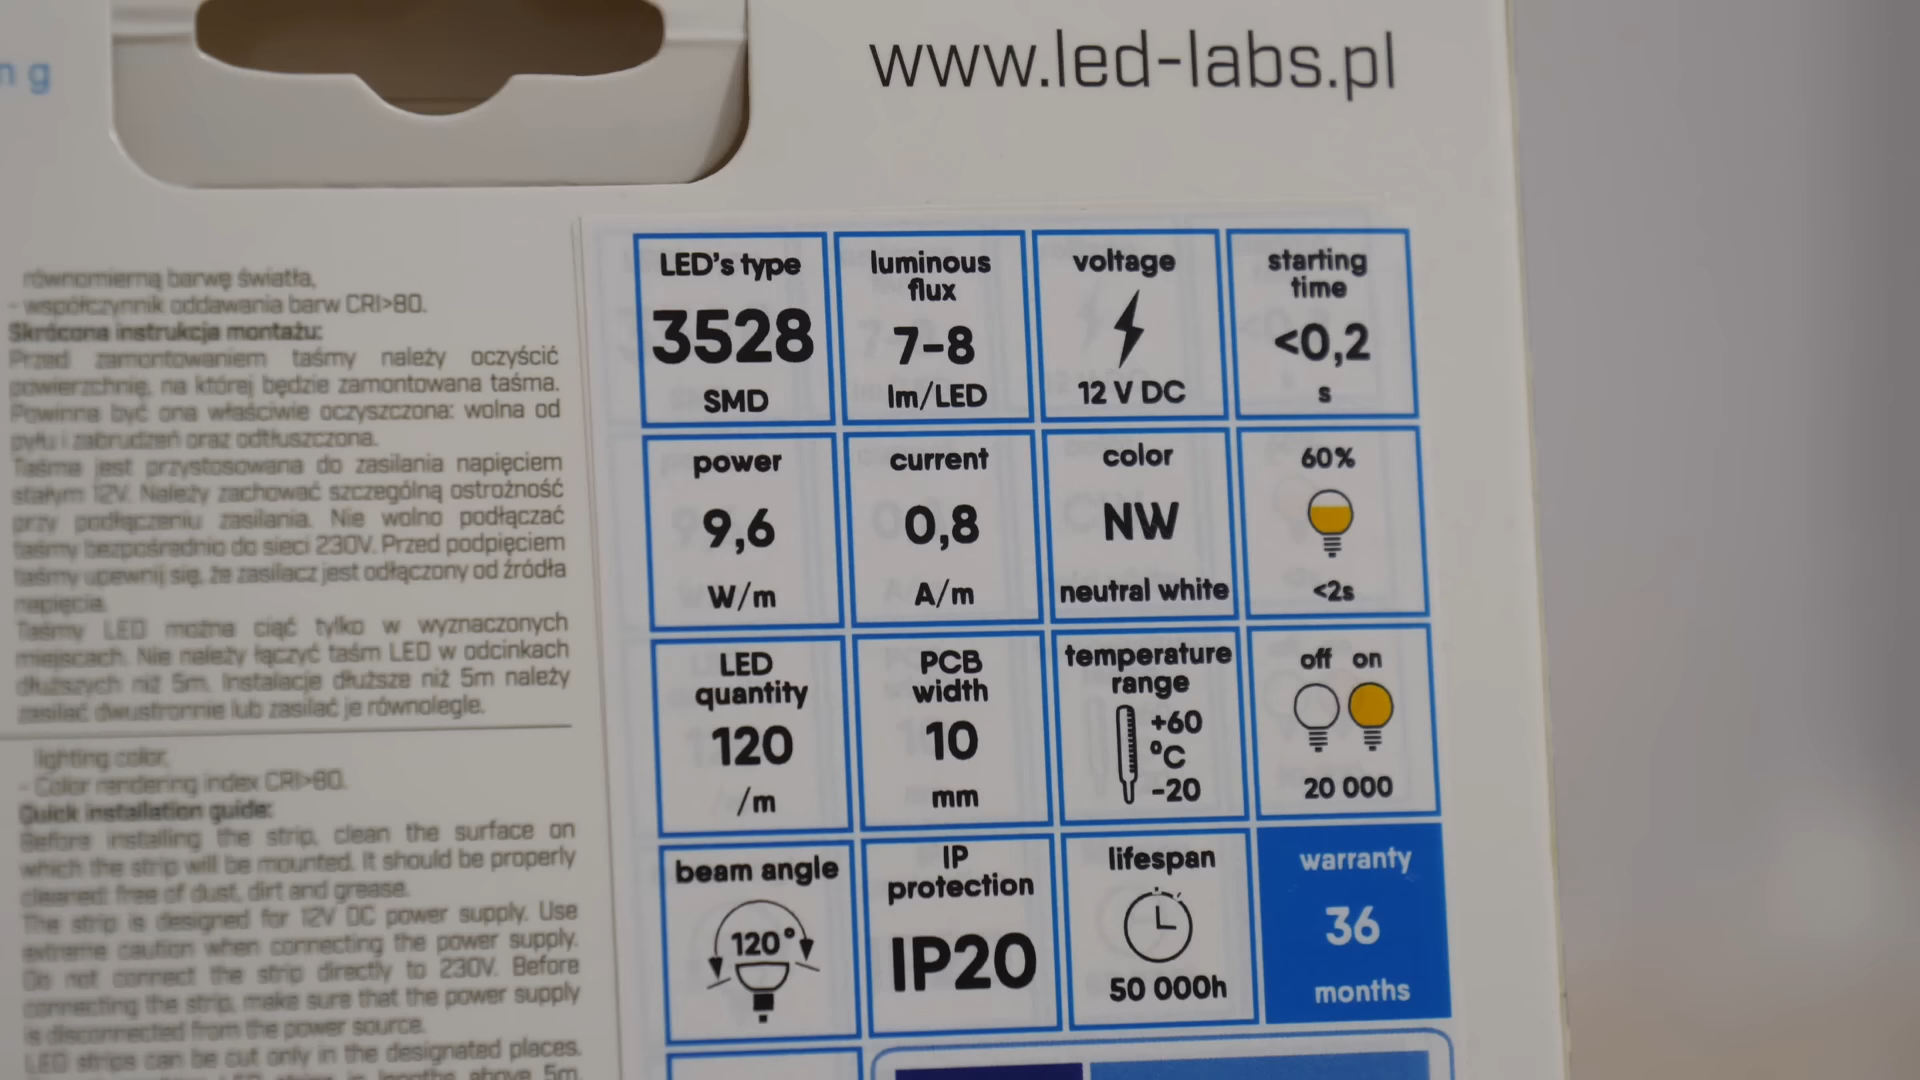 ng
www.led-labs.pl
równomierną barwę światła,
- współczynnik oddawania barw CRI>80.
Skrócona instrukcja montażu:
Przed zamontowaniem taśmy należy oczyścić
powierzchnię, na której będzie zamontowana taśma.
Powinna być ona właściwie oczyszczona: wolna od
pyłu i zabrudzeń oraz odtłuszczona.
Taśma jest przystosowana do zasilania napięciem
stałym 12V. Należy zachować szczególną ostrożność
przy podłączeniu zasilania. Nie wolno podłączać
taśmy bezpośrednio do sieci 230V. Przed podpięciem
taśmy upewnij się, że zasilacz jest odłączony od źródła
napięcia.
Taśmy LED można ciąć tylko w wyznaczonych
miejscach. Nie należy łączyć taśm LED w odcinkach
dłuższych niż 5m. Instalacje dłuższe niż 5m należy
zasilać dwustronnie lub zasilać je równolegle.
lighting color,
- Color rendering index CRI>80.
Quick installation guide:
Before installing the strip, clean the surface on
which the strip will be mounted. It should be properly
cleaned: free of dust, dirt and grease.
The strip is designed for 12V DC power supply. Use
extreme caution when connecting the power supply.
Do not connect the strip directly to 230V. Before
connecting the strip, make sure that the power supply
is disconnected from the power source.
LED strips can be cut only in the designated places.
above 5m
LED's type
3528
SMD
luminous
flux
7-8
lm/LED
voltage
12 V DC
starting
time
<0,2
s
power
9,6
W/m
current
0,8
A/m
color
NW
neutral white
60%
<2s
LED
quantity
120
/m
PCB
width
10
mm
temperature
range
+60
°C
-20
off on
20 000
beam angle
120°
IP
protection
IP20
lifespan
50 000h
warranty
36
months